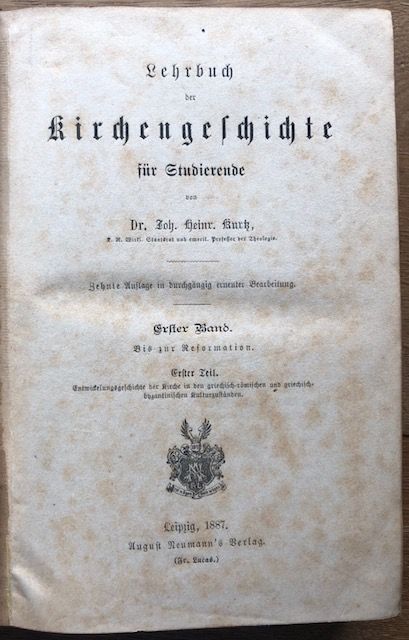 Lehrbuch
der
Kirchengeschichte
für Studierende
von
Dr. Joh. Heinr. Kurtz,
K. R. Wirkl. Staatsrat und emerit. Professor der Theologie.
Zehnte Auflage in durchgängig erneuter Bearbeitung.
Erster Band.
Bis zur Reformation.
Erster Teil.
Entwickelungsgeschichte der Kirche in den griechisch-römischen und griechisch-
byzantinischen Kulturzuständen.
Leipzig, 1887.
August Neumann's Verlag.
(Fr. Lucas.)